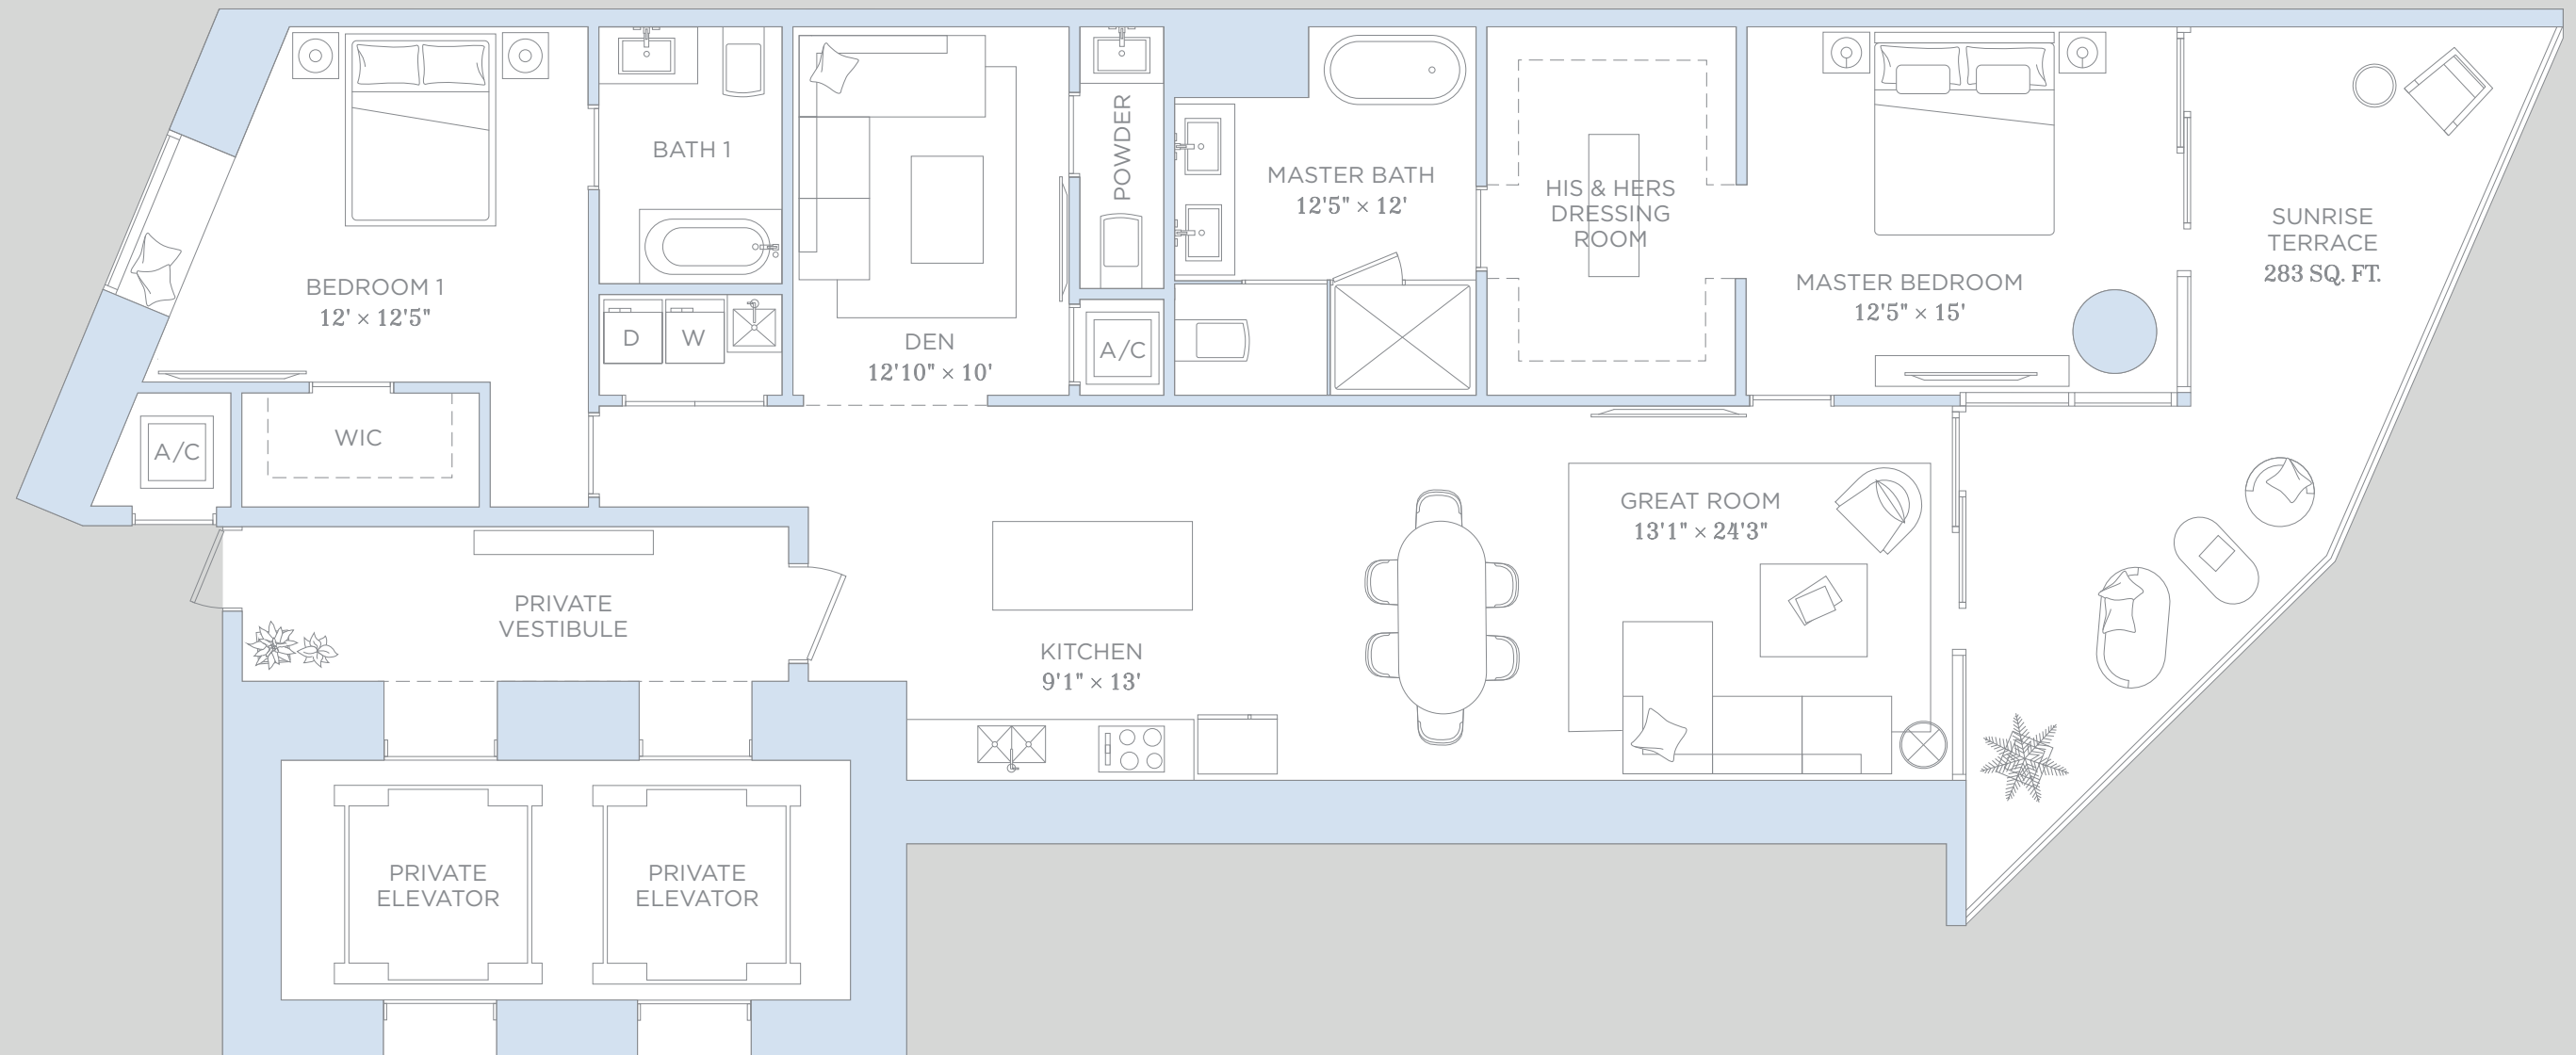 BEDROOM 1
12' × 12'5"
BATH 1
D
W
DEN
12'10" × 10'
POWDER
A/C
MASTER BATH
12'5" × 12'
HIS & HERS
DRESSING
ROOM
MASTER BEDROOM
12'5" × 15'
SUNRISE
TERRACE
283 SQ. FT.
A/C
WIC
PRIVATE
VESTIBULE
KITCHEN
9'1" × 13'
GREAT ROOM
13'1" × 24'3"
PRIVATE
ELEVATOR
PRIVATE
ELEVATOR